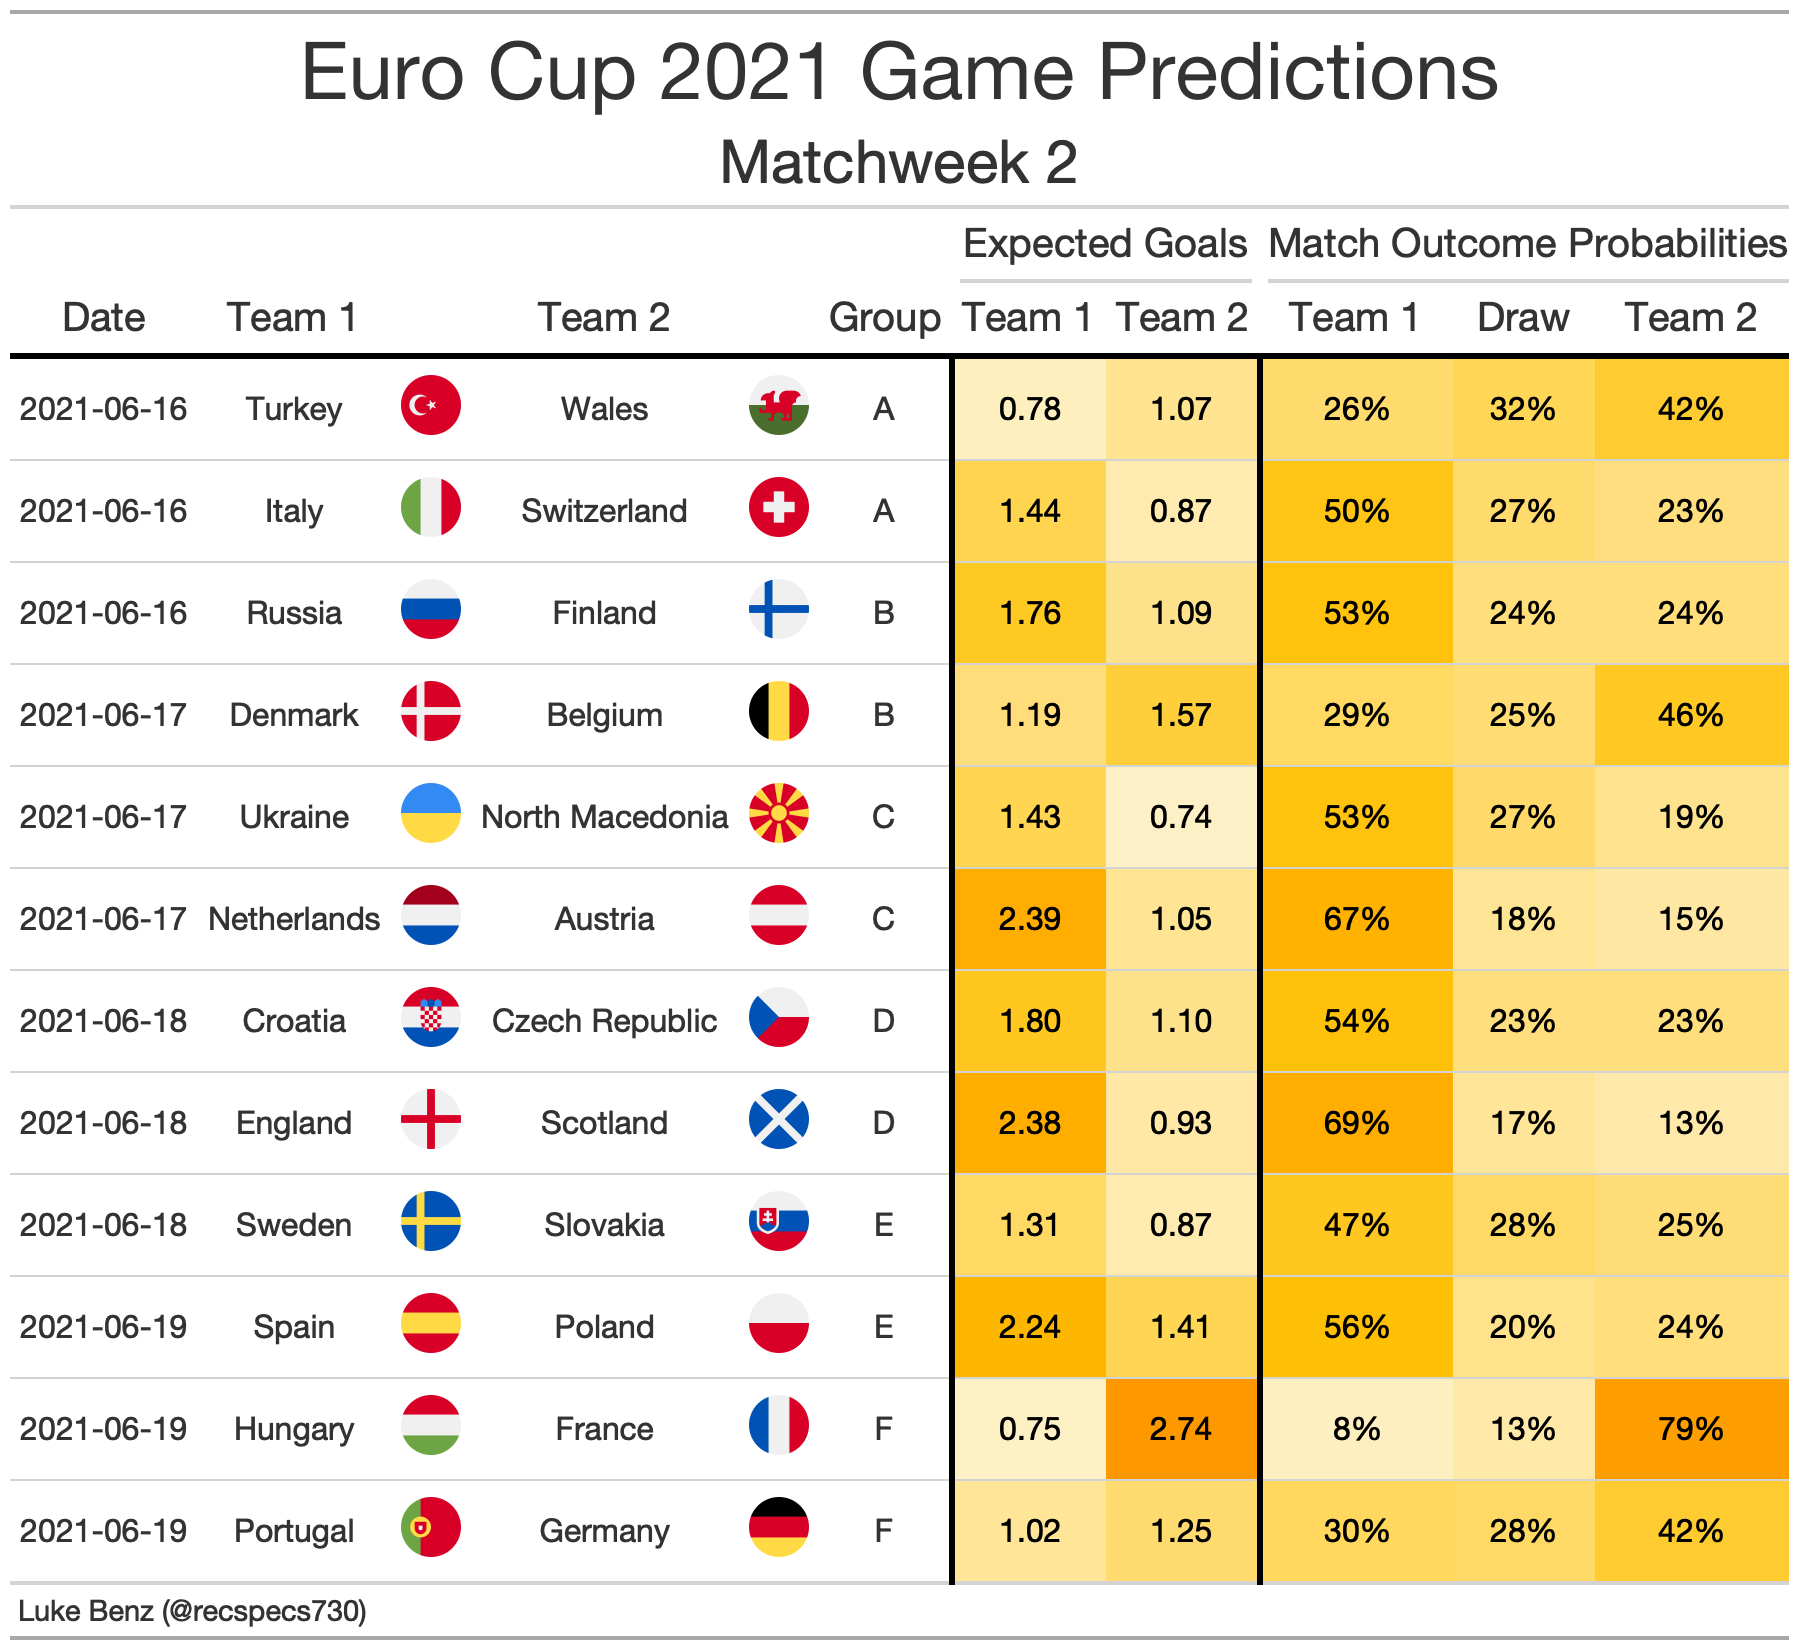 Euro Cup 2021 Game Predictions
Matchweek 2
Expected Goals Match Outcome Probabilities
Date Team 1 Team 2 Group Team 1 Team 2 Team 1 Draw Team 2
2021-06-16 Turkey Wales A 0.78 1.07 26% 32% 42%
2021-06-16 Italy Switzerland A 1.44 0.87 50% 27% 23%
2021-06-16 Russia Finland B 1.76 1.09 53% 24% 24%
2021-06-17 Denmark Belgium B 1.19 1.57 29% 25% 46%
2021-06-17 Ukraine North Macedonia C 1.43 0.74 53% 27% 19%
2021-06-17 Netherlands Austria C 2.39 1.05 67% 18% 15%
2021-06-18 Croatia Czech Republic D 1.80 1.10 54% 23% 23%
2021-06-18 England Scotland D 2.38 0.93 69% 17% 13%
2021-06-18 Sweden Slovakia E 1.31 0.87 47% 28% 25%
2021-06-19 Spain Poland E 2.24 1.41 56% 20% 24%
2021-06-19 Hungary France F 0.75 2.74 8% 13% 79%
2021-06-19 Portugal Germany F 1.02 1.25 30% 28% 42%
Luke Benz (@recspecs730)